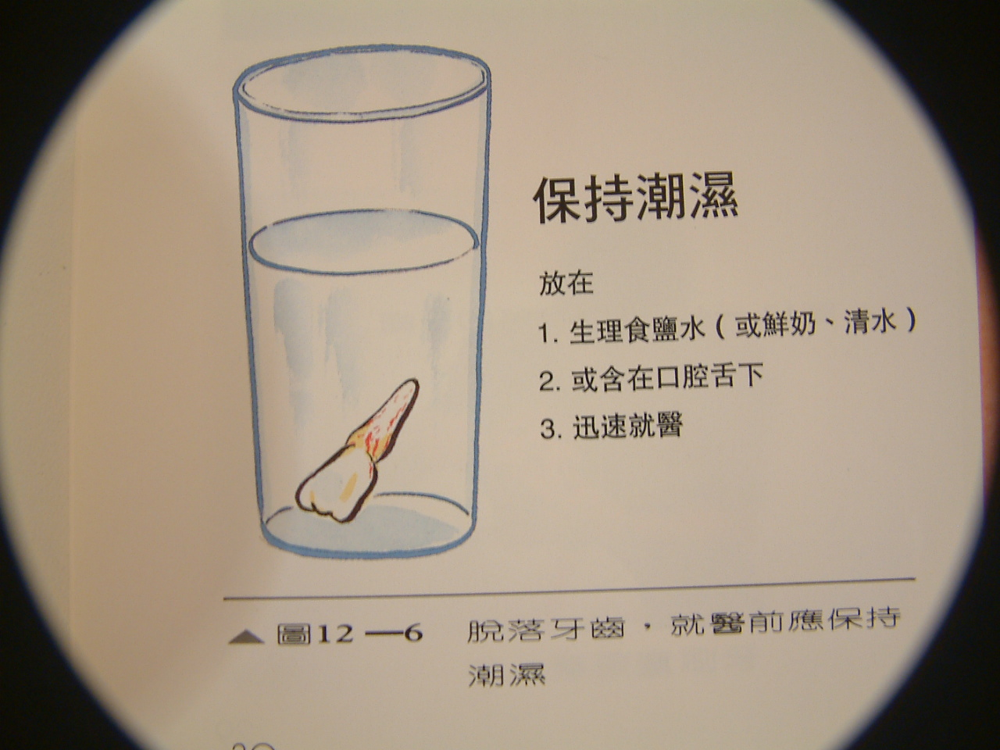 保持潮濕
放在
1. 生理食鹽水（或鮮奶、清水）
2. 或含在口腔舌下
3. 迅速就醫
▲ 圖12—6 脫落牙齒，就醫前應保持
潮濕